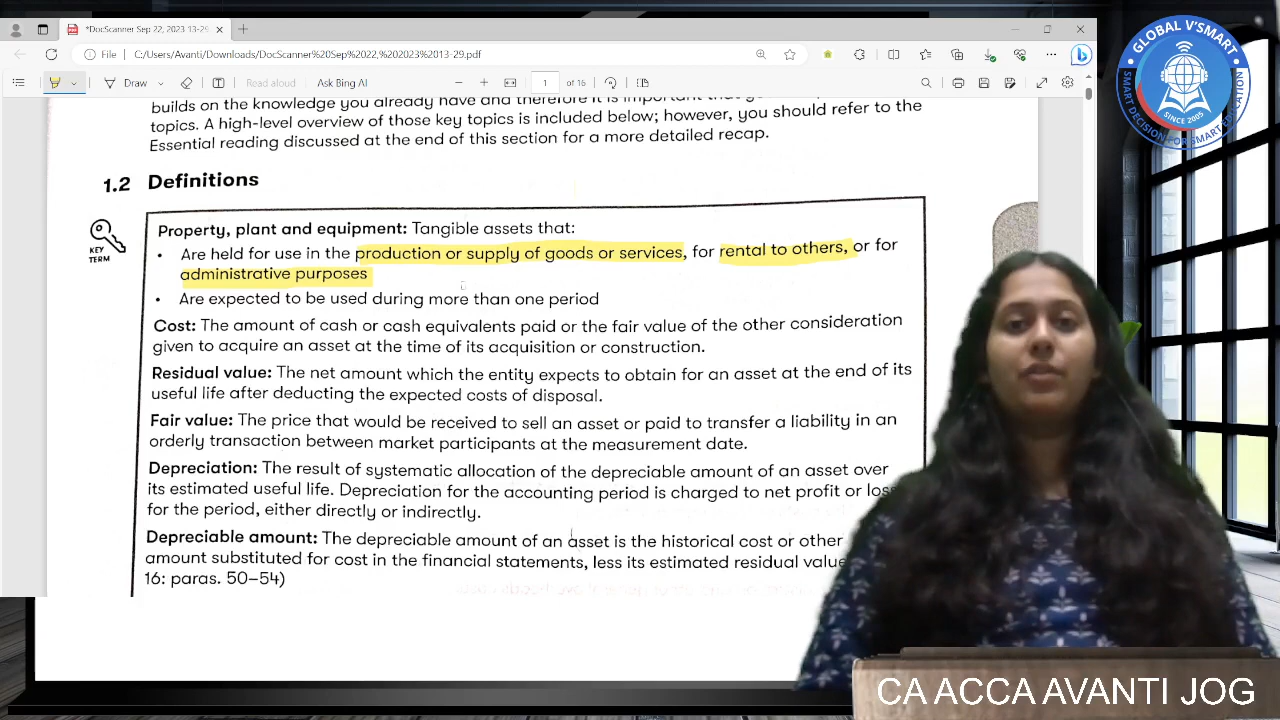 *DocScanner Sep 22, 2023 13-29
File
C:/Users/Avanti/Downloads/DocScanner%20Sep%2022,%202023%2013-29.pdf
Draw
Read aloud
Ask Bing AI
1
of 16
builds on the knowledge you already have and therefore it is important that
topics. A high-level overview of those key topics is included below; however, you should refer to the
Essential reading discussed at the end of this section for a more detailed recap.
1.2 Definitions
KEY
TERM
Property, plant and equipment: Tangible assets that:
• Are held for use in the production or supply of goods or services, for rental to others, or for
administrative purposes
• Are expected to be used during more than one period
Cost: The amount of cash or cash equivalents paid or the fair value of the other consideration
given to acquire an asset at the time of its acquisition or construction.
Residual value: The net amount which the entity expects to obtain for an asset at the end of its
useful life after deducting the expected costs of disposal.
Fair value: The price that would be received to sell an asset or paid to transfer a liability in an
orderly transaction between market participants at the measurement date.
Depreciation: The result of systematic allocation of the depreciable amount of an asset over
its estimated useful life. Depreciation for the accounting period is charged to net profit or loss
for the period, either directly or indirectly.
Depreciable amount: The depreciable amount of an asset is the historical cost or other
amount substituted for cost in the financial statements, less its estimated residual value
16: paras. 50–54)
GLOBAL V'SMART
SINCE 2005
SMART DECISION FOR SMART EDUCATION
CA ACCA AVANTI JOG